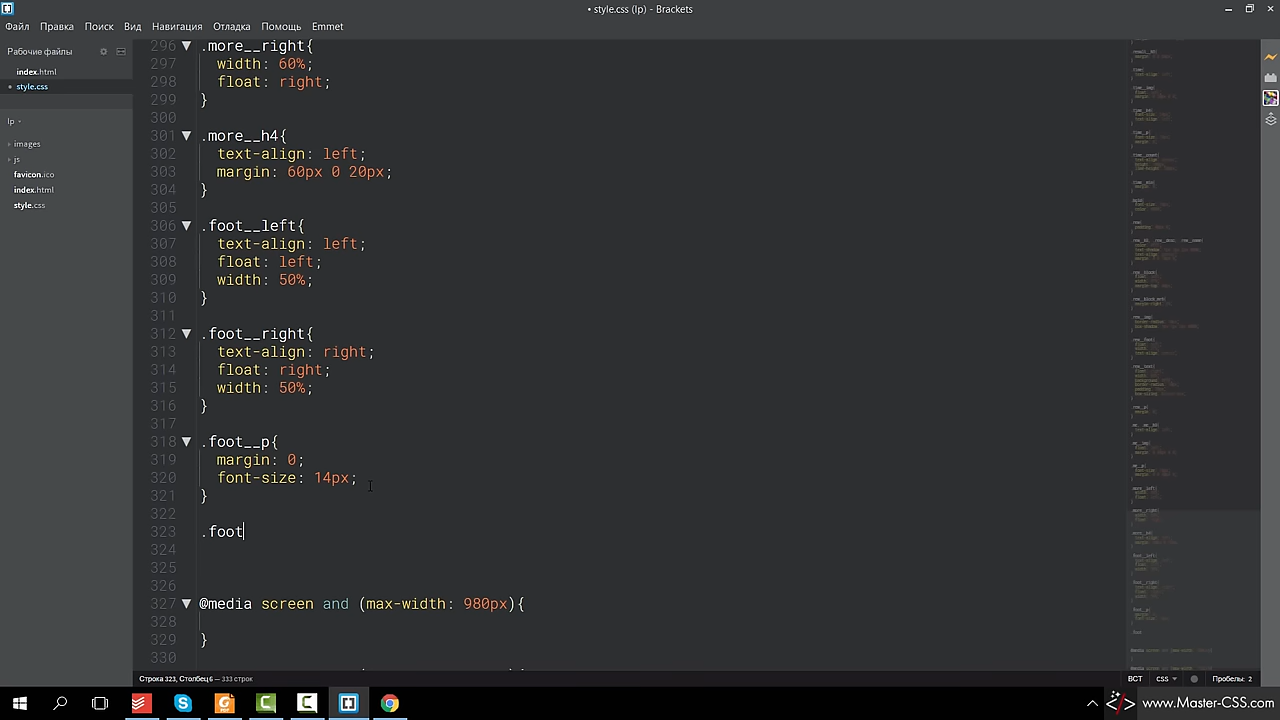 • style.css (lp) - Brackets
Файл Правка Поиск Вид Навигация Отладка Помощь Emmet
Рабочие файлы
index.html
• style.css
lp
images
js
favicon.ico
index.html
style.css
296 .more__right{
297 width: 60%;
298 float: right;
299 }
300
301 .more__h4{
302 text-align: left;
303 margin: 60px 0 20px;
304 }
305
306 .foot__left{
307 text-align: left;
308 float: left;
309 width: 50%;
310 }
311
312 .foot__right{
313 text-align: right;
314 float: right;
315 width: 50%;
316 }
317
318 .foot__p{
319 margin: 0;
320 font-size: 14px;
321 }
322
323 .foot
324
325
326
327 @media screen and (max-width: 980px){
328
329 }
330
Строка 323, Столбец 6 — 333 строк
ВСТ CSS Пробелы: 2
www.Master-CSS.com